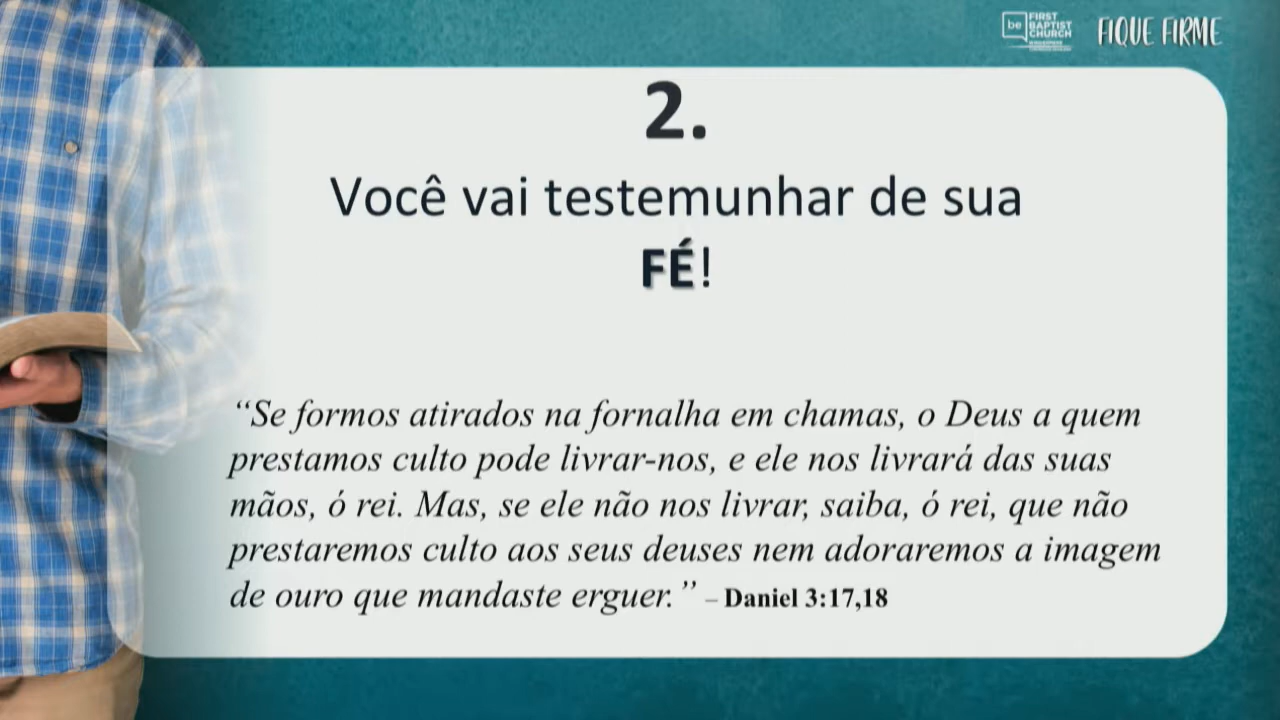 be FIRST
BAPTIST
CHURCH
FIQUE FIRME
2.
Você vai testemunhar de sua
FÉ!
“Se formos atirados na fornalha em chamas, o Deus a quem
prestamos culto pode livrar-nos, e ele nos livrará das suas
mãos, ó rei. Mas, se ele não nos livrar, saiba, ó rei, que não
prestaremos culto aos seus deuses nem adoraremos a imagem
de ouro que mandaste erguer.” – Daniel 3:17,18